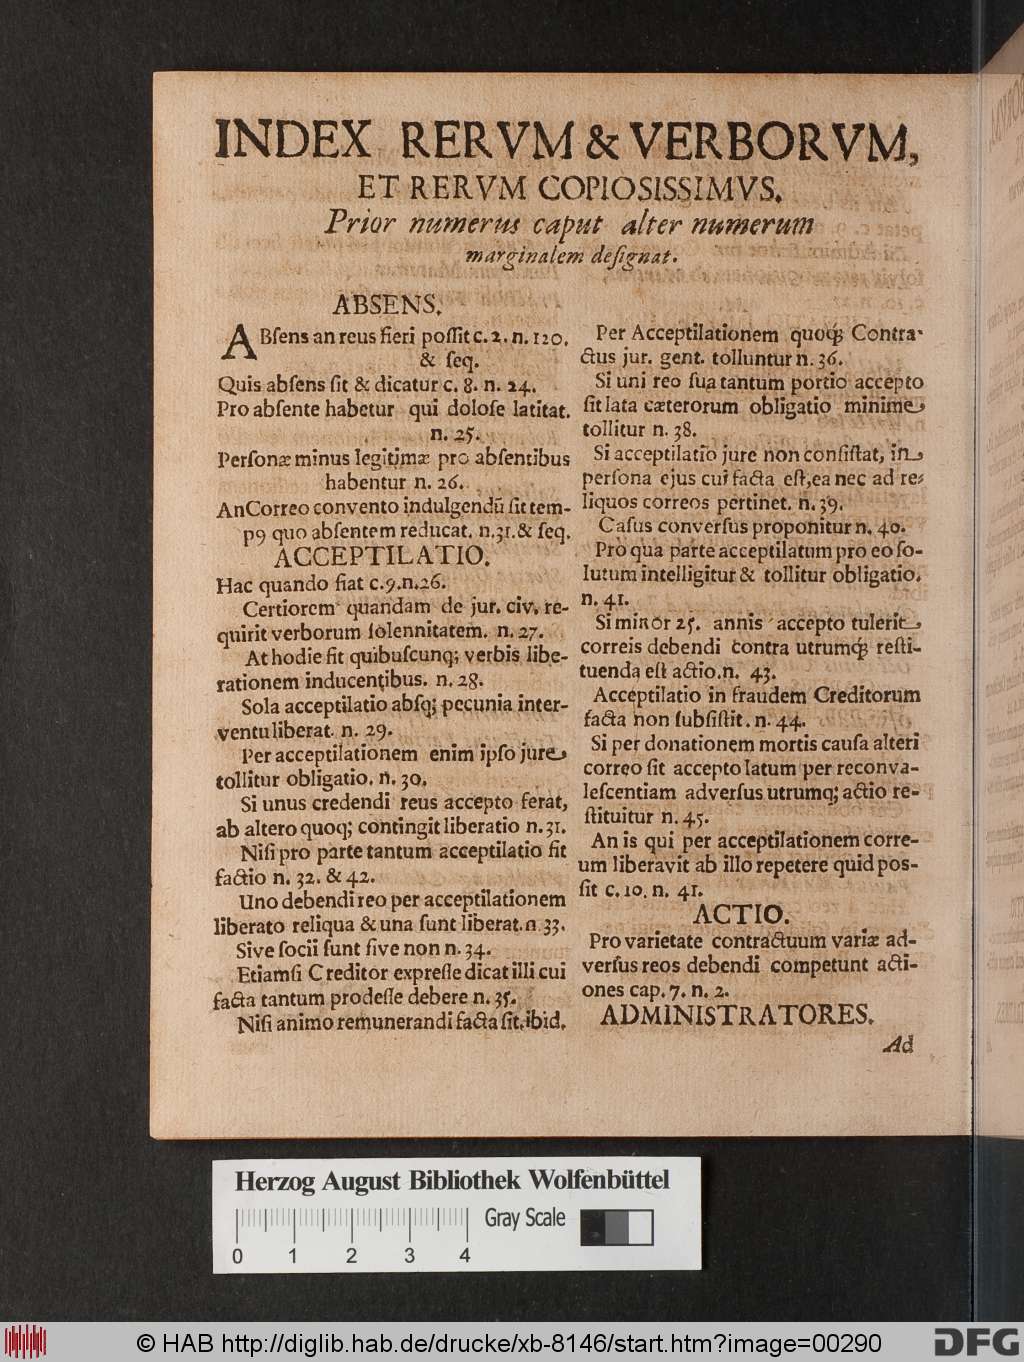 INDEX RERVM & VERBORVM,
ET RERVM COPIOSISSIMVS.
Prior numerus caput alter numerum
marginalem deſignat.
ABSENS.
ABſens an reus fieri poſſit c. 2. n. 120.
& ſeq.
Quis abſens ſit & dicatur c. 8. n. 24.
Pro abſente habetur qui doloſe latitat.
n. 25.
Perſonæ minus legitimæ pro abſentibus
habentur n. 26.
An Correo convento indulgendū ſit tem-
pꝰ quo abſentem reducat. n. 31. & ſeq.
ACCEPTILATIO.
Hac quando fiat c. 9. n. 26.
Certiorem quandam de jur. civ. re-
quirit verborum ſolennitatem. n. 27.
At hodie fit quibuſcunq; verbis libe-
rationem inducentibus. n. 28.
Sola acceptilatio abſq; pecunia inter-
ventu liberat. n. 29.
Per acceptilationem enim ipſo jure
tollitur obligatio. n. 30.
Si unus credendi reus accepto ferat,
ab altero quoq; contingit liberatio n. 31.
Niſi pro parte tantum acceptilatio ſit
factio n. 32. & 42.
Uno debendi reo per acceptilationem
liberato reliqua & una ſunt liberat. n 33.
Sive ſocii ſunt ſive non n. 34.
Etiamſi Creditor expreſſe dicat illi cui
facta tantum prodeſſe debere n. 35.
Niſi animo remunerandi facta ſit. ibid.
Per Acceptilationem quoq; Contra-
ctus jur. gent. tolluntur n. 36.
Si uni reo ſua tantum portio accepto
ſit lata cæterorum obligatio minime
tollitur n. 38.
Si acceptilatio jure non conſiſtat, in
perſona ejus cui facta eſt, ea nec ad re-
liquos correos pertinet. n. 39.
Caſus converſus proponitur n. 40.
Pro qua parte acceptilatum pro eo ſo-
lutum intelligitur & tollitur obligatio.
n. 41.
Si minor 25. annis accepto tulerit
correis debendi contra utrumq; reſti-
tuenda eſt actio. n. 43.
Acceptilatio in fraudem Creditorum
facta non ſubſiſtit. n. 44.
Si per donationem mortis cauſa alteri
correo ſit accepto latum per reconva-
leſcentiam adverſus utrumq; actio re-
ſtituitur n. 45.
An is qui per acceptilationem corre-
um liberavit ab illo repetere quid poſ-
ſit c. 10. n. 41.
ACTIO.
Pro varietate contractuum variæ ad-
verſus reos debendi competunt acti-
ones cap. 7. n. 2.
ADMINISTRATORES.
Ad
Herzog August Bibliothek Wolfenbüttel
Gray Scale
0 1 2 3 4
© HAB http://diglib.hab.de/drucke/xb-8146/start.htm?image=00290
DFG